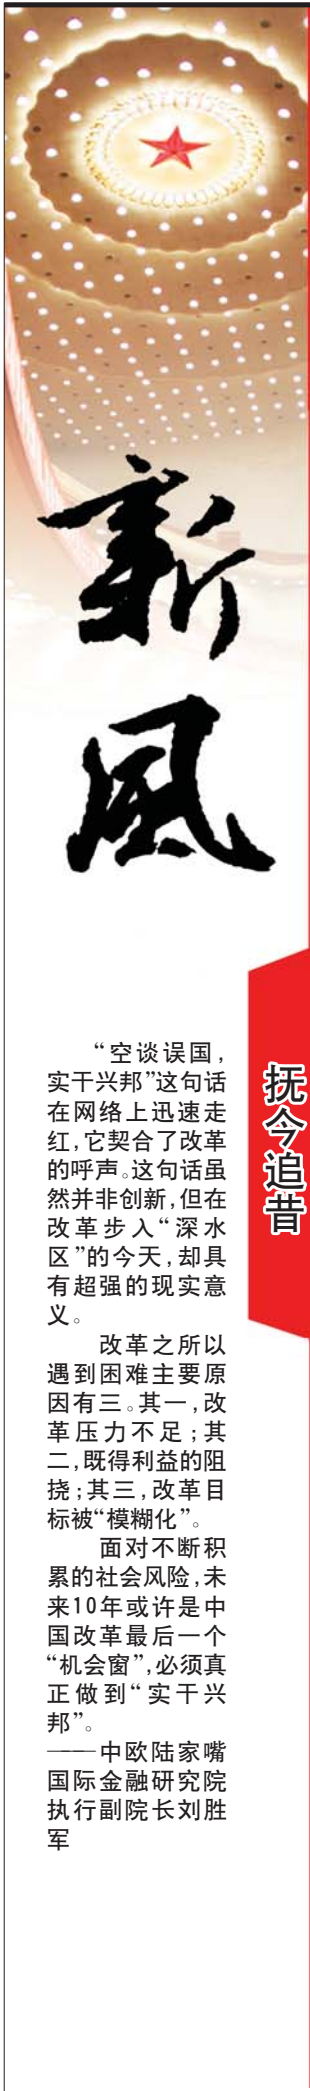 新风
抚今追昔
“空谈误国，
实干兴邦”这句话
在网络上迅速走
红，它契合了改革
的呼声。这句话虽
然并非创新，但在
改革步入“深水
区”的今天，却具
有超强的现实意
义。
改革之所以
遇到困难主要原
因有三。其一，改
革压力不足；其
二，既得利益的阻
挠；其三，改革目
标被“模糊化”。
面对不断积
累的社会风险，未
来10年或许是中
国改革最后一个
“机会窗”，必须真
正做到“实干兴
邦”。
——中欧陆家嘴
国际金融研究院
执行副院长刘胜
军